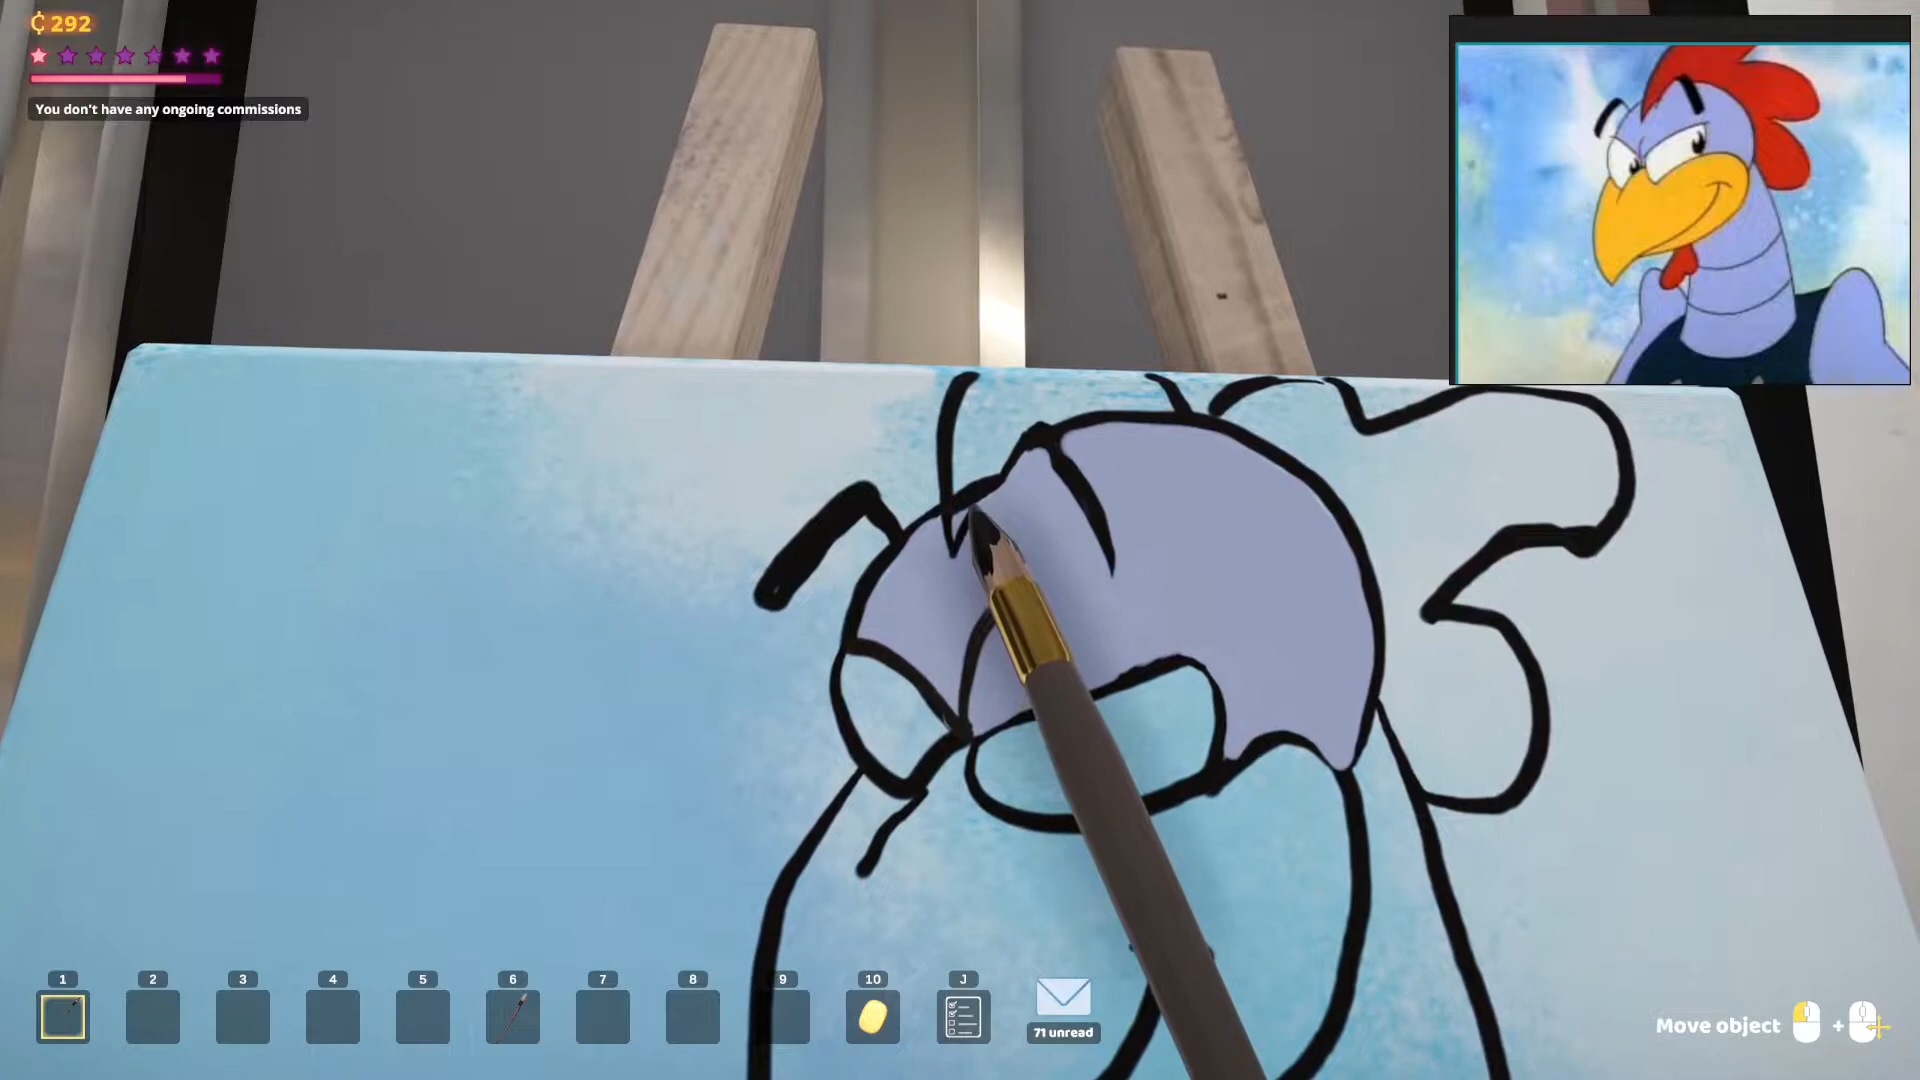 ₵ 292
You don't have any ongoing commissions
1 2 3 4 5 6 7 8 9 10 J
71 unread
Move object +